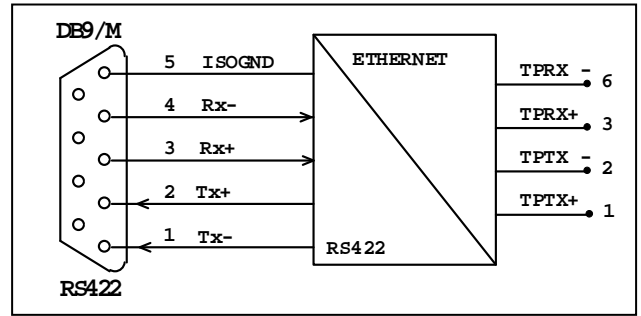 DB9/M
5 ISOGND
4 Rx-
3 Rx+
2 Tx+
1 Tx-
RS422
ETHERNET
RS422
TPRX - 6
TPRX+ 3
TPTX - 2
TPTX+ 1